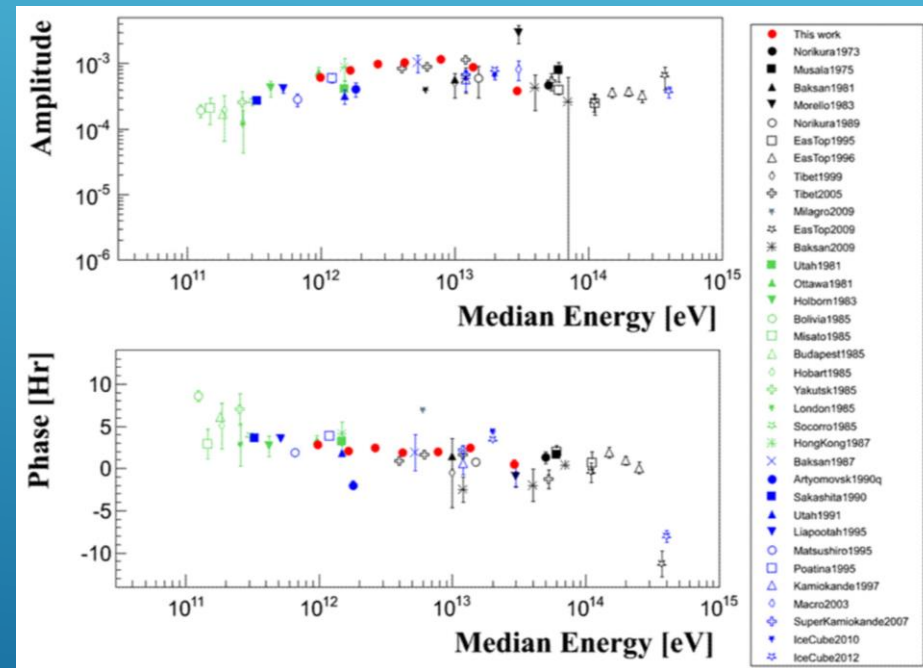 Amplitude
10-3
10-4
10-5
10-6
10¹¹ 10¹² 10¹³ 10¹⁴ 10¹⁵
Median Energy [eV]
Phase [Hr]
10
5
0
-5
-10
10¹¹ 10¹² 10¹³ 10¹⁴ 10¹⁵
Median Energy [eV]
This work
Norikura1973
Musala1975
Baksan1981
Morello1983
Norikura1989
EasTop1995
EasTop1996
Tibet1999
Tibet2005
Milagro2009
EasTop2009
Baksan2009
Utah1981
Ottawa1981
Holborn1983
Bolivia1985
Misato1985
Budapest1985
Hobart1985
Yakutsk1985
London1985
Socorro1985
HongKong1987
Baksan1987
Artyomovsk1990q
Sakashita1990
Utah1991
Liapootah1995
Matsushiro1995
Poatina1995
Kamiokande1997
Macro2003
SuperKamiokande2007
IceCube2010
IceCube2012